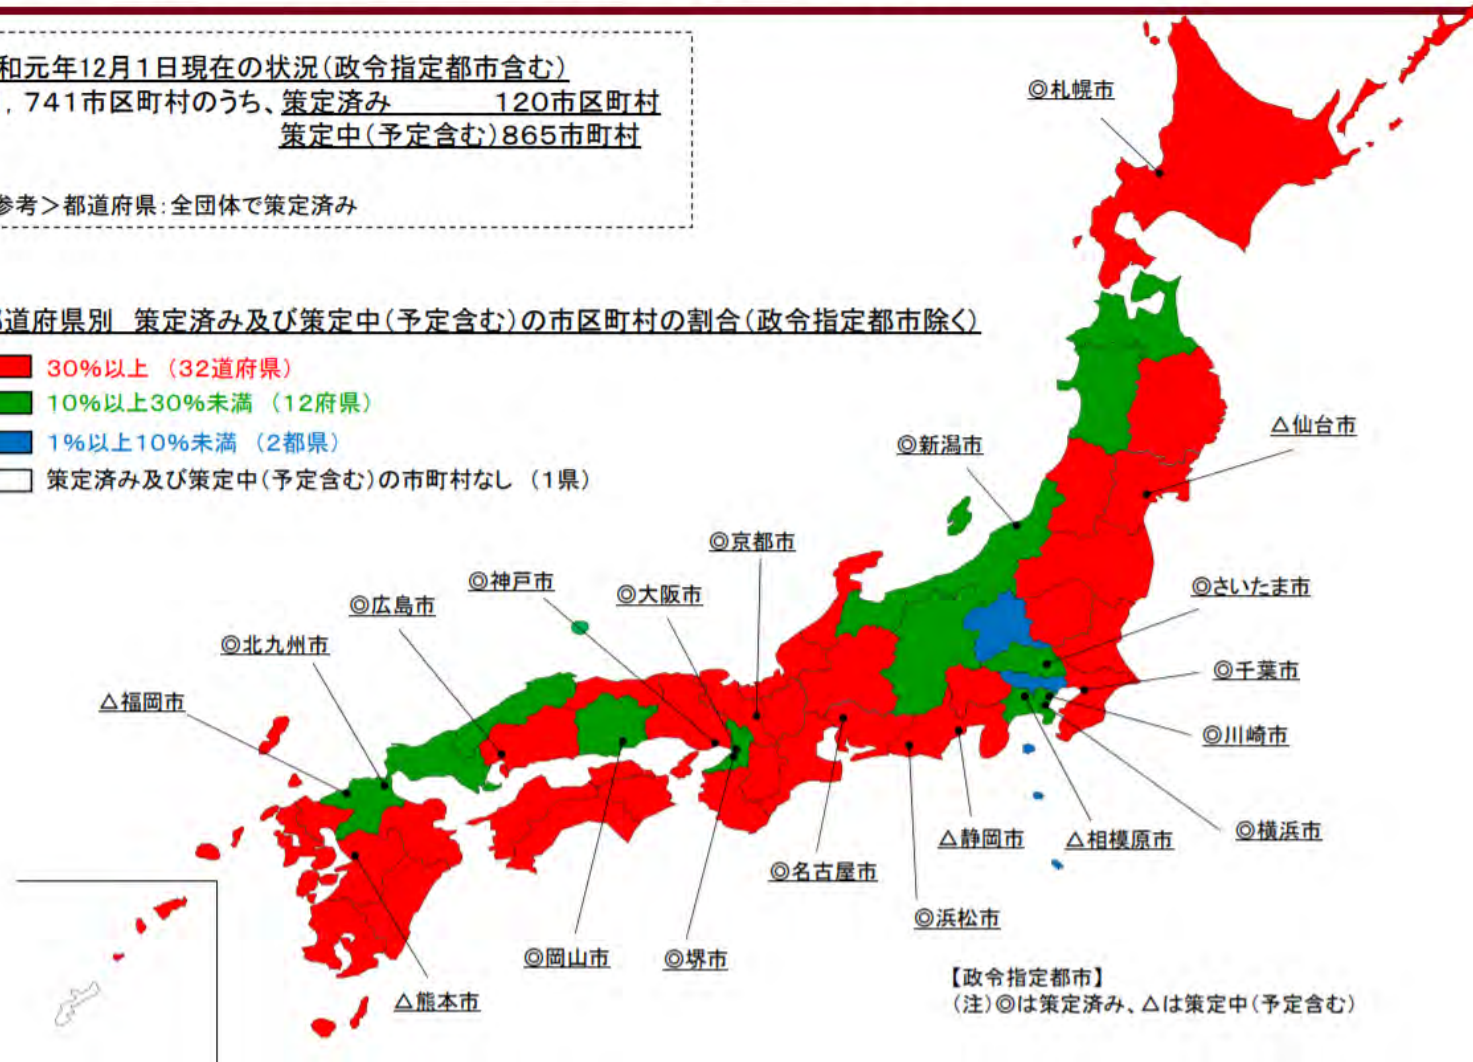 和元年12月1日現在の状況(政令指定都市含む)
，741市区町村のうち、策定済み　　　120市区町村
策定中(予定含む)865市町村
参考＞都道府県:全団体で策定済み
道府県別　策定済み及び策定中(予定含む)の市区町村の割合(政令指定都市除く)
30%以上　(32道府県)
10%以上30%未満　(12府県)
1%以上10%未満　(2都県)
策定済み及び策定中(予定含む)の市町村なし　(1県)
◎札幌市
△仙台市
◎新潟市
◎京都市
◎神戸市
◎大阪市
◎さいたま市
◎広島市
◎北九州市
◎千葉市
△福岡市
◎川崎市
◎横浜市
△静岡市
△相模原市
◎名古屋市
◎浜松市
◎岡山市
◎堺市
△熊本市
【政令指定都市】
(注)◎は策定済み、△は策定中(予定含む)